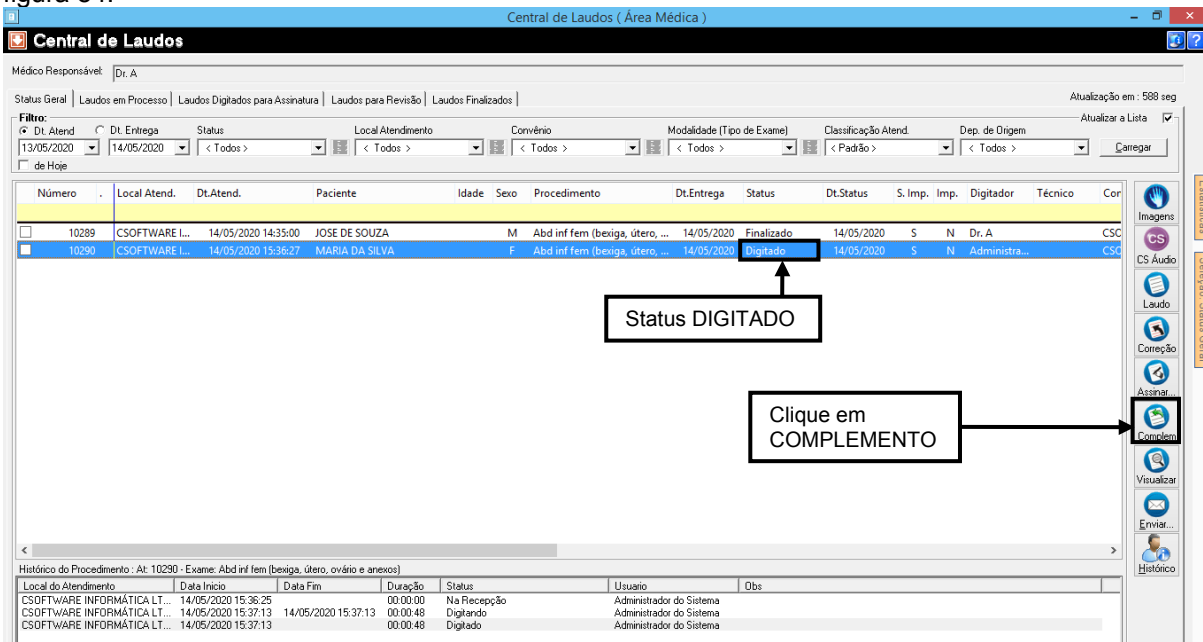 Central de Laudos ( Área Médica )
Central de Laudos
Médico Responsável: Dr. A
Status Geral Laudos em Processo Laudos Digitados para Assinatura Laudos para Revisão Laudos Finalizados Atualização em : 588 seg
Filtro: Atualizar a Lista
Dt. Atend Dt. Entrega Status Local Atendimento Convênio Modalidade (Tipo de Exame) Classificação Atend. Dep. de Origem
13/05/2020 14/05/2020 < Todos > < Todos > < Todos > < Todos > < Padrão > < Todos > Carregar
de Hoje
Número . Local Atend. Dt.Atend. Paciente Idade Sexo Procedimento Dt.Entrega Status Dt.Status S. Imp. Imp. Digitador Técnico Cor
10289 CSOFTWARE I... 14/05/2020 14:35:00 JOSE DE SOUZA M Abd inf fem (bexiga, útero, ... 14/05/2020 Finalizado 14/05/2020 S N Dr. A CSC
10290 CSOFTWARE I... 14/05/2020 15:36:27 MARIA DA SILVA F Abd inf fem (bexiga, útero, ... 14/05/2020 Digitado 14/05/2020 S N Administra... CSC
Status DIGITADO
Clique em
COMPLEMENTO
Imagens
CS
CS Áudio
Laudo
Correção
Assinar...
Complem
Visualizar
Enviar...
Histórico
Histórico do Procedimento : At: 10290 - Exame: Abd inf fem (bexiga, útero, ovário e anexos)
Local do Atendimento Data Inicio Data Fim Duração Status Usuario Obs
CSOFTWARE INFORMÁTICA LT... 14/05/2020 15:36:25 00:00:00 Na Recepção Administrador do Sistema
CSOFTWARE INFORMÁTICA LT... 14/05/2020 15:37:13 14/05/2020 15:37:13 00:00:48 Digitando Administrador do Sistema
CSOFTWARE INFORMÁTICA LT... 14/05/2020 15:37:13 00:00:48 Digitado Administrador do Sistema